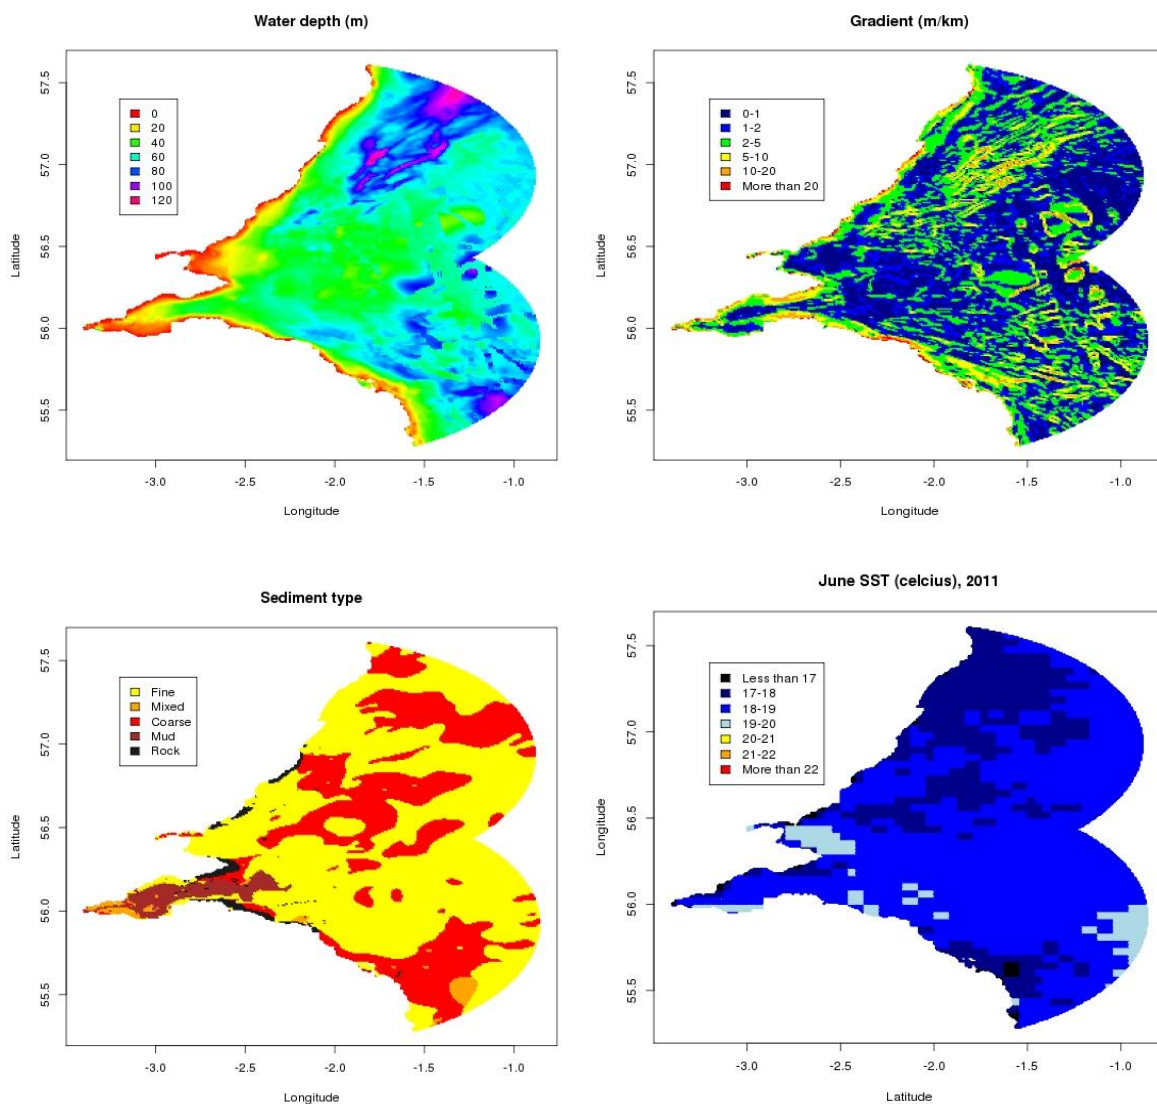 Water depth (m)
Latitude
57.5
57.0
56.5
56.0
55.5
0
20
40
60
80
100
120
-3.0 -2.5 -2.0 -1.5 -1.0
Longitude
Gradient (m/km)
Latitude
57.5
57.0
56.5
56.0
55.5
0-1
1-2
2-5
5-10
10-20
More than 20
-3.0 -2.5 -2.0 -1.5 -1.0
Longitude
Sediment type
Latitude
57.5
57.0
56.5
56.0
55.5
Fine
Mixed
Coarse
Mud
Rock
-3.0 -2.5 -2.0 -1.5 -1.0
Longitude
June SST (celcius), 2011
Longitude
57.5
57.0
56.5
56.0
55.5
Less than 17
17-18
18-19
19-20
20-21
21-22
More than 22
-3.0 -2.5 -2.0 -1.5 -1.0
Latitude